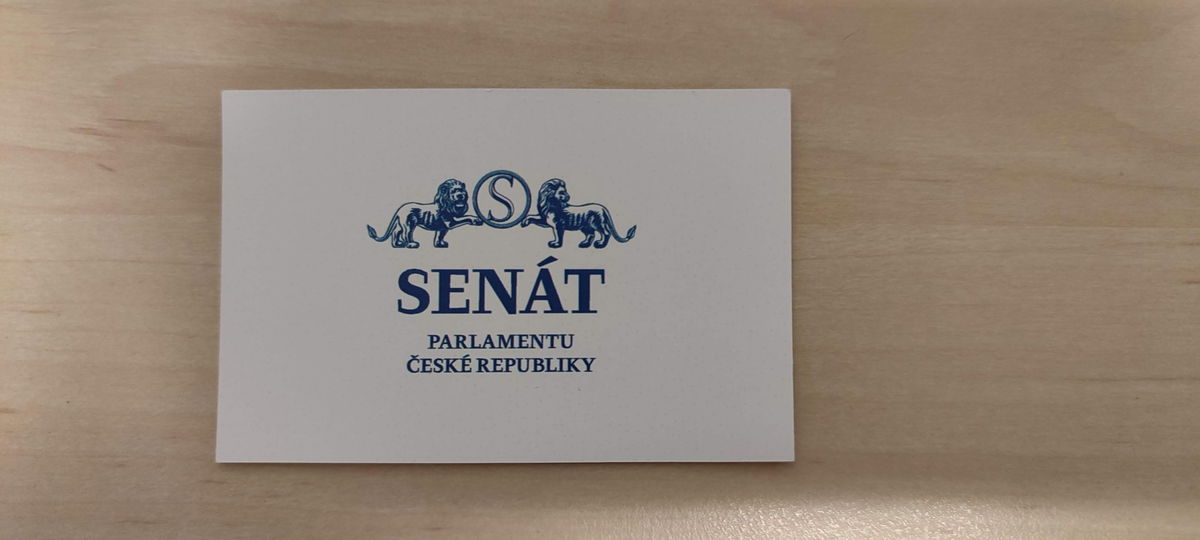 S
SENÁT
PARLAMENTU
ČESKÉ REPUBLIKY